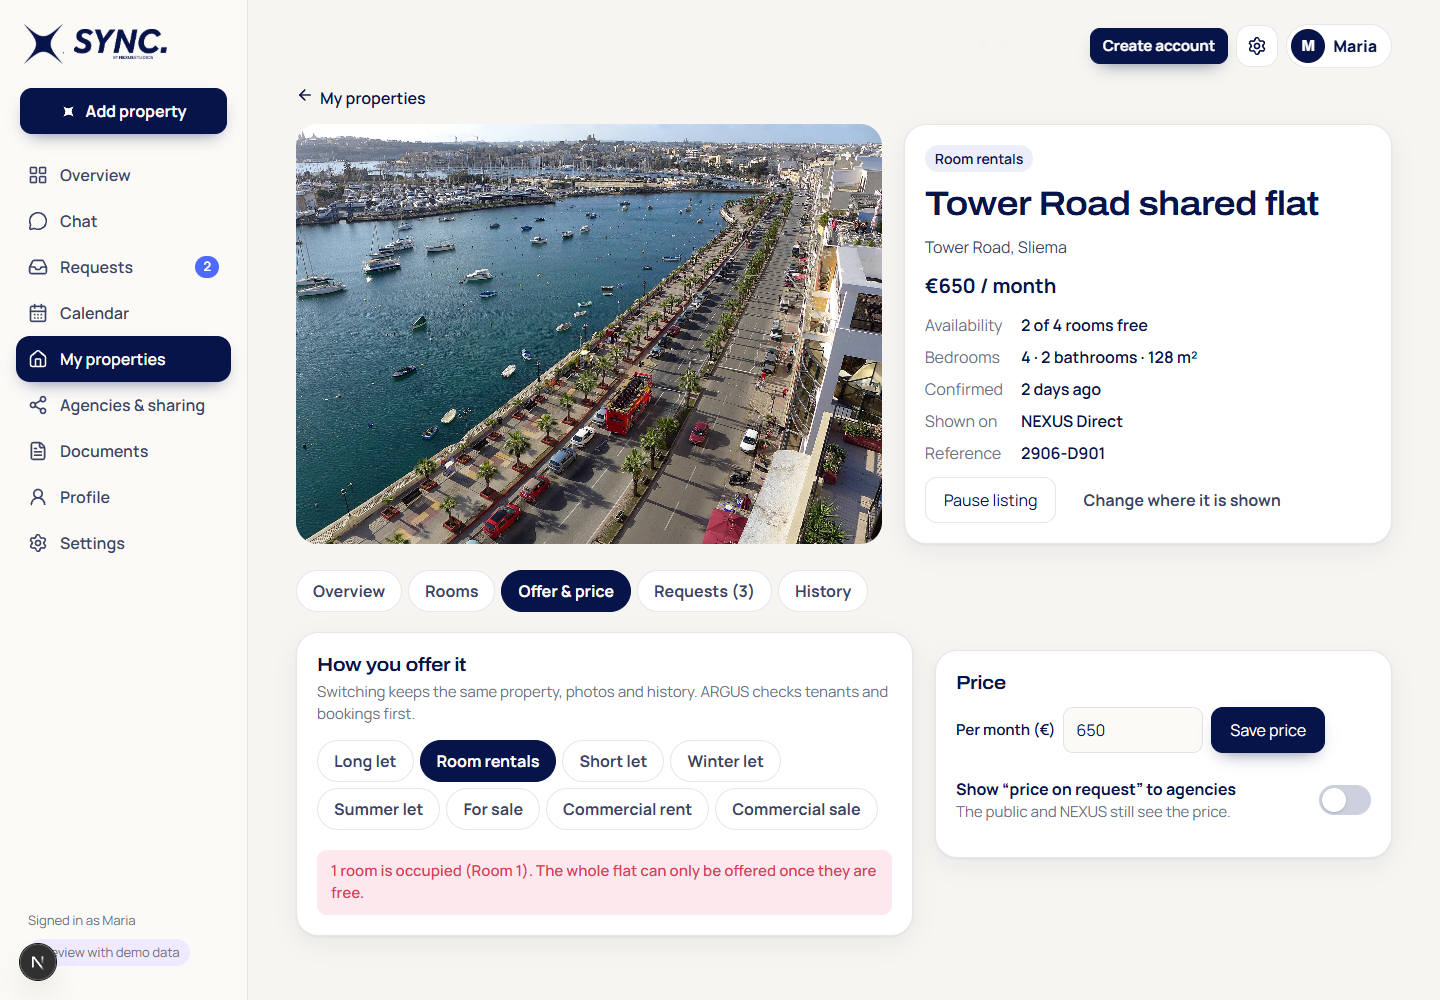 SYNC.
BY NEXUS STUDIOS
Add property
Overview
Chat
Requests
2
Calendar
My properties
Agencies & sharing
Documents
Profile
Settings
Signed in as Maria
eview with demo data
N
Create account
M
Maria
My properties
Room rentals
Tower Road shared flat
Tower Road, Sliema
€650 / month
Availability 2 of 4 rooms free
Bedrooms 4 · 2 bathrooms · 128 m²
Confirmed 2 days ago
Shown on NEXUS Direct
Reference 2906-D901
Pause listing
Change where it is shown
Overview
Rooms
Offer & price
Requests (3)
History
How you offer it
Switching keeps the same property, photos and history. ARGUS checks tenants and
bookings first.
Long let
Room rentals
Short let
Winter let
Summer let
For sale
Commercial rent
Commercial sale
1 room is occupied (Room 1). The whole flat can only be offered once they are
free.
Price
Per month (€)
650
Save price
Show “price on request” to agencies
The public and NEXUS still see the price.